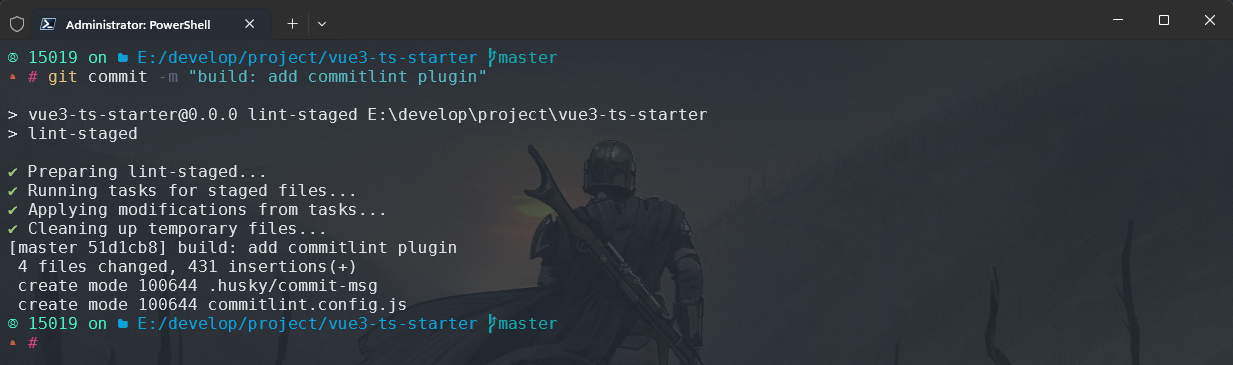 Administrator: PowerShell
15019 on E:/develop/project/vue3-ts-starter master
# git commit -m "build: add commitlint plugin"
> vue3-ts-starter@0.0.0 lint-staged E:\develop\project\vue3-ts-starter
> lint-staged
✔ Preparing lint-staged...
✔ Running tasks for staged files...
✔ Applying modifications from tasks...
✔ Cleaning up temporary files...
[master 51d1cb8] build: add commitlint plugin
4 files changed, 431 insertions(+)
create mode 100644 .husky/commit-msg
create mode 100644 commitlint.config.js
15019 on E:/develop/project/vue3-ts-starter master
#